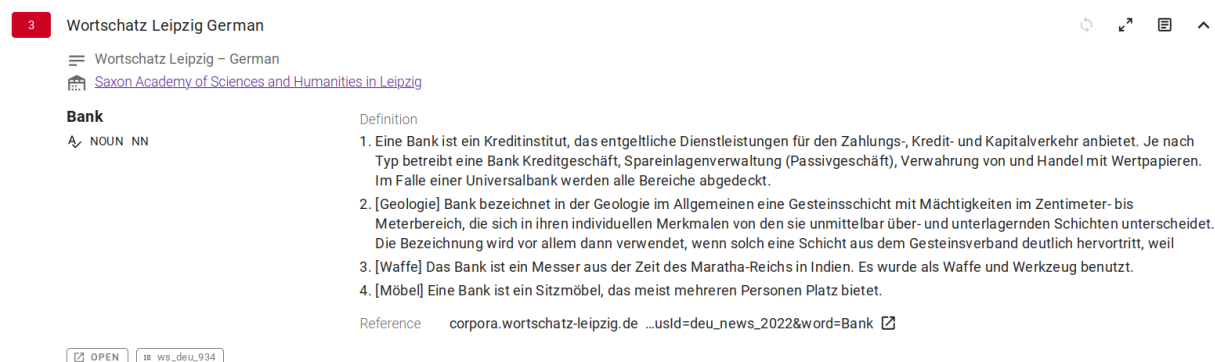 3 Wortschatz Leipzig German
Wortschatz Leipzig – German
Saxon Academy of Sciences and Humanities in Leipzig
Bank
NOUN NN
Definition
1. Eine Bank ist ein Kreditinstitut, das entgeltliche Dienstleistungen für den Zahlungs-, Kredit- und Kapitalverkehr anbietet. Je nach
Typ betreibt eine Bank Kreditgeschäft, Spareinlagenverwaltung (Passivgeschäft), Verwahrung von und Handel mit Wertpapieren.
Im Falle einer Universalbank werden alle Bereiche abgedeckt.
2. [Geologie] Bank bezeichnet in der Geologie im Allgemeinen eine Gesteinsschicht mit Mächtigkeiten im Zentimeter- bis
Meterbereich, die sich in ihren individuellen Merkmalen von den sie unmittelbar über- und unterlagernden Schichten unterscheidet.
Die Bezeichnung wird vor allem dann verwendet, wenn solch eine Schicht aus dem Gesteinsverband deutlich hervortritt, weil
3. [Waffe] Das Bank ist ein Messer aus der Zeit des Maratha-Reichs in Indien. Es wurde als Waffe und Werkzeug benutzt.
4. [Möbel] Eine Bank ist ein Sitzmöbel, das meist mehreren Personen Platz bietet.
Reference corpora.wortschatz-leipzig.de …usId=deu_news_2022&word=Bank
OPEN ws_deu_934